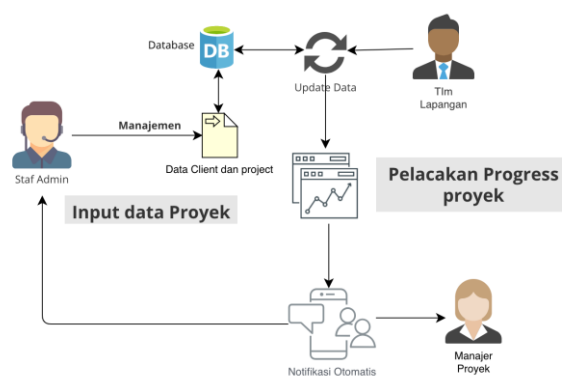 Database
DB
Update Data
TIm
Lapangan
Manajemen
Staf Admin
Data Client dan project
Pelacakan Progress
proyek
Input data Proyek
Notifikasi Otomatis
Manajer
Proyek